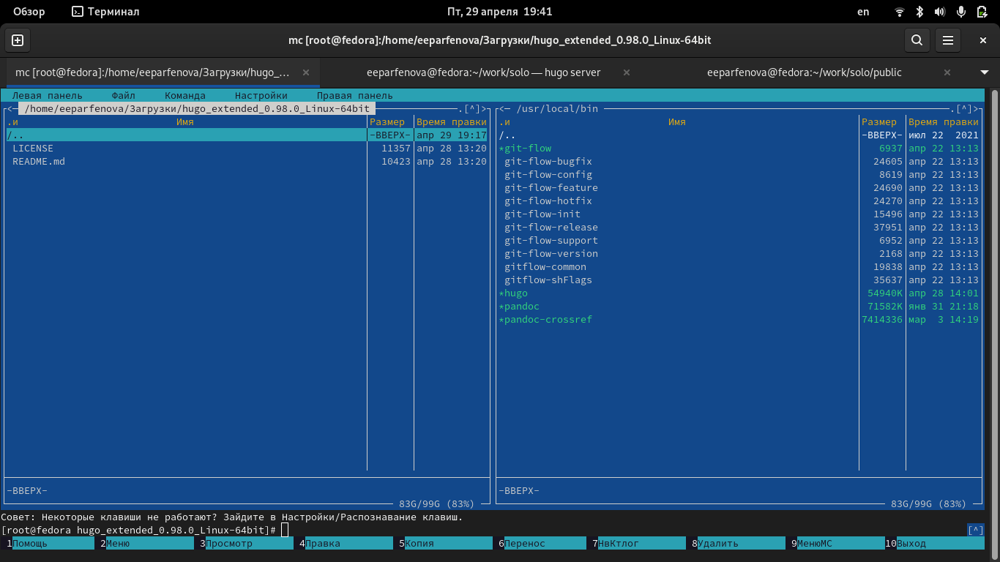 Обзор Терминал Пт, 29 апреля 19:41 en
mc [root@fedora]:/home/eeparfenova/Загрузки/hugo_extended_0.98.0_Linux-64bit
mc [root@fedora]:/home/eeparfenova/Загрузки/hugo_… eeparfenova@fedora:~/work/solo — hugo server eeparfenova@fedora:~/work/solo/public
Левая панель Файл Команда Настройки Правая панель
<─ /home/eeparfenova/Загрузки/hugo_extended_0.98.0_Linux-64bit .[^]>
.и Имя Размер Время правки
/.. -ВВЕРХ- апр 29 19:17
LICENSE 11357 апр 28 13:20
README.md 10423 апр 28 13:20
-ВВЕРХ-
83G/99G (83%)
<─ /usr/local/bin .[^]>
.и Имя Размер Время правки
/.. -ВВЕРХ- июл 22 2021
*git-flow 6937 апр 22 13:13
git-flow-bugfix 24605 апр 22 13:13
git-flow-config 8619 апр 22 13:13
git-flow-feature 24690 апр 22 13:13
git-flow-hotfix 24270 апр 22 13:13
git-flow-init 15496 апр 22 13:13
git-flow-release 37951 апр 22 13:13
git-flow-support 6952 апр 22 13:13
git-flow-version 2168 апр 22 13:13
gitflow-common 19838 апр 22 13:13
gitflow-shFlags 35637 апр 22 13:13
*hugo 54940K апр 28 14:01
*pandoc 71582K янв 31 21:18
*pandoc-crossref 7414336 мар 3 14:19
-ВВЕРХ-
83G/99G (83%)
Совет: Некоторые клавиши не работают? Зайдите в Настройки/Распознавание клавиш.
[root@fedora hugo_extended_0.98.0_Linux-64bit]# [^]
1Помощь 2Меню 3Просмотр 4Правка 5Копия 6Перенос 7НвКтлог 8Удалить 9МенюMC 10Выход